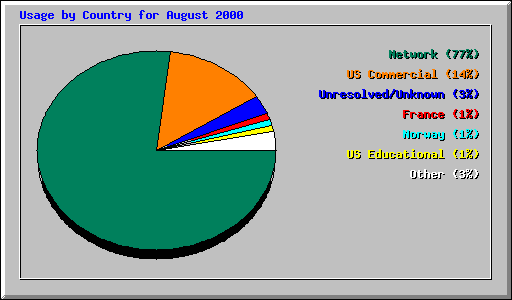 Usage by Country for August 2000
Network (77%)
US Commercial (14%)
Unresolved/Unknown (3%)
France (1%)
Norway (1%)
US Educational (1%)
Other (3%)